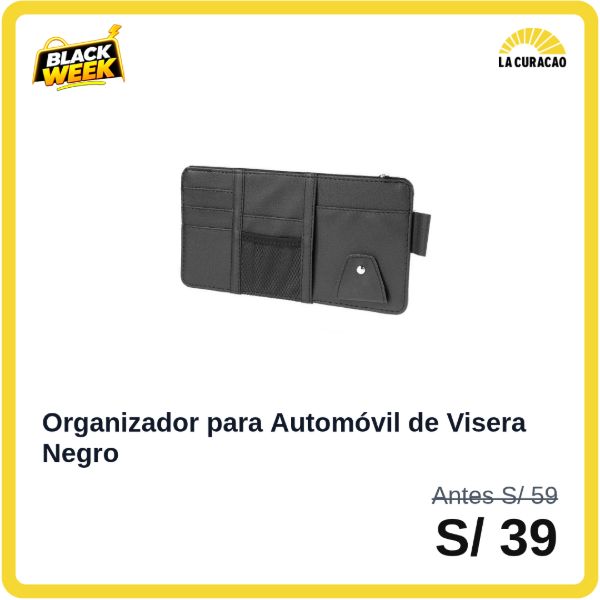 BLACK
WEEK
LA CURACAO
Organizador para Automóvil de Visera
Negro
Antes S/ 59
S/ 39